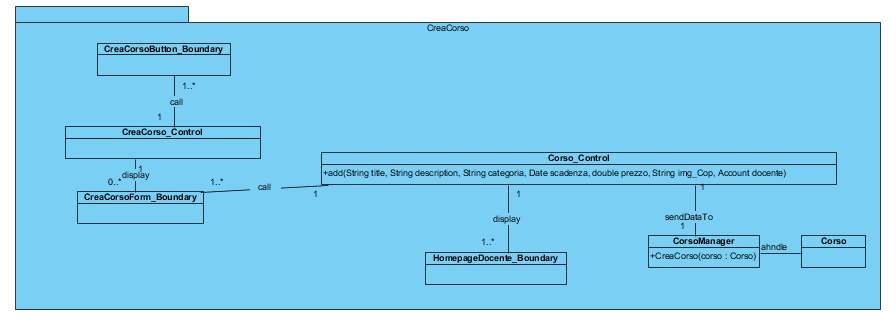 CreaCorso
CreaCorsoButton_Boundary
1..*
call
1
CreaCorso_Control
1
display
0..*
CreaCorsoForm_Boundary
1..*
call
1
Corso_Control
+add(String title, String description, String categoria, Date scadenza, double prezzo, String img_Cop, Account docente)
1
display
1..*
HomepageDocente_Boundary
1
sendDataTo
1
CorsoManager
+CreaCorso(corso : Corso)
ahndle
Corso